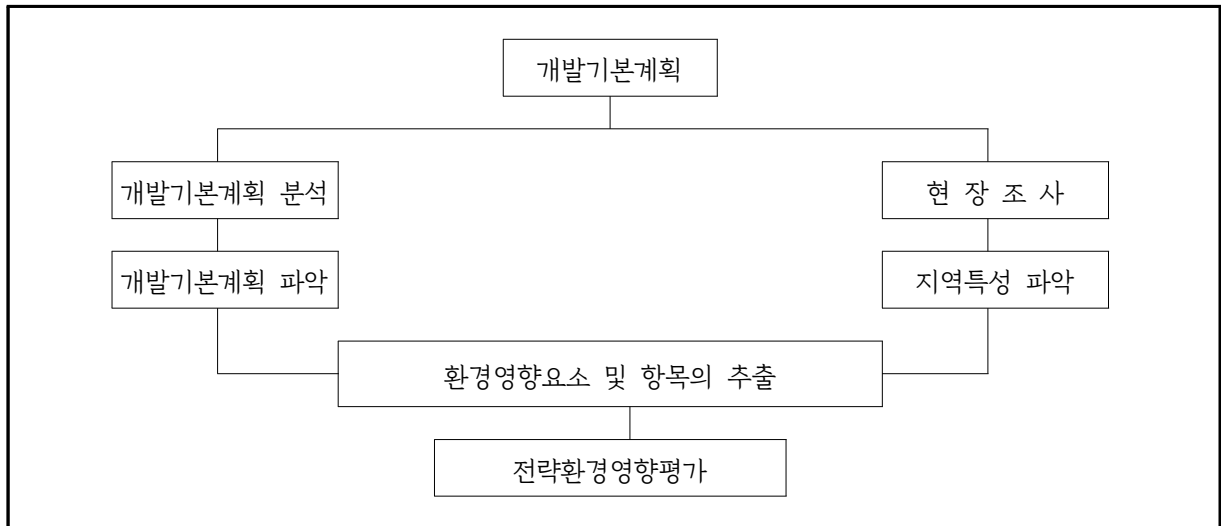 개발기본계획
개발기본계획 분석
현 장 조 사
개발기본계획 파악
지역특성 파악
환경영향요소 및 항목의 추출
전략환경영향평가